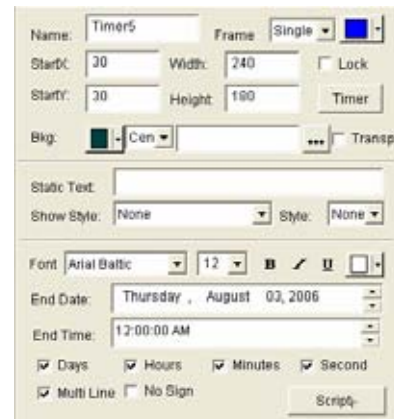 Name: Timer5 Frame Single
StartX: 30 Width: 240 Lock
StartY: 30 Height: 180 Timer
Bkg: Cen ... Transp
Static Text:
Show Style: None Style: None
Font Arial Baltic 12 B I U
End Date: Thursday , August 03, 2006
End Time: 12:00:00 AM
Days Hours Minutes Second
Multi Line No Sign Script